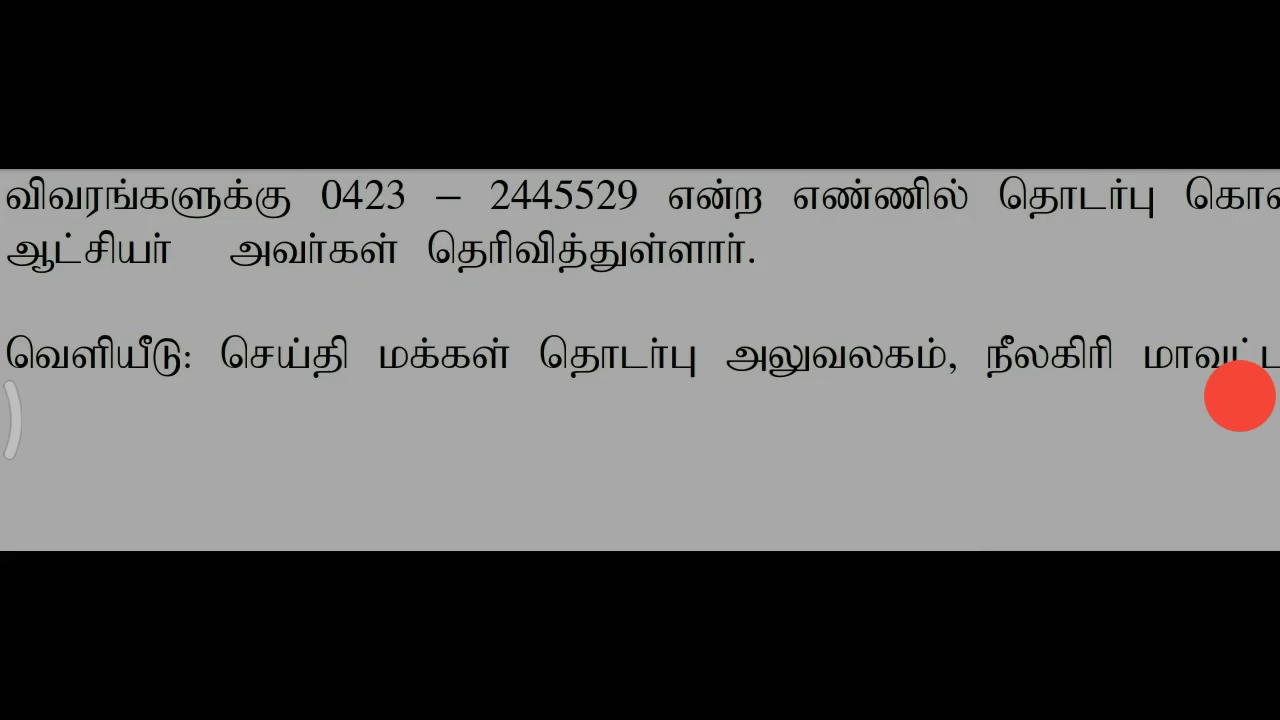 விவரங்களுக்கு 0423 – 2445529 என்ற எண்ணில் தொடர்பு
ஆட்சியர் அவர்கள் தெரிவித்துள்ளார்.
வெளியீடு: செய்தி மக்கள் தொடர்பு அலுவலகம், நீலகிரி